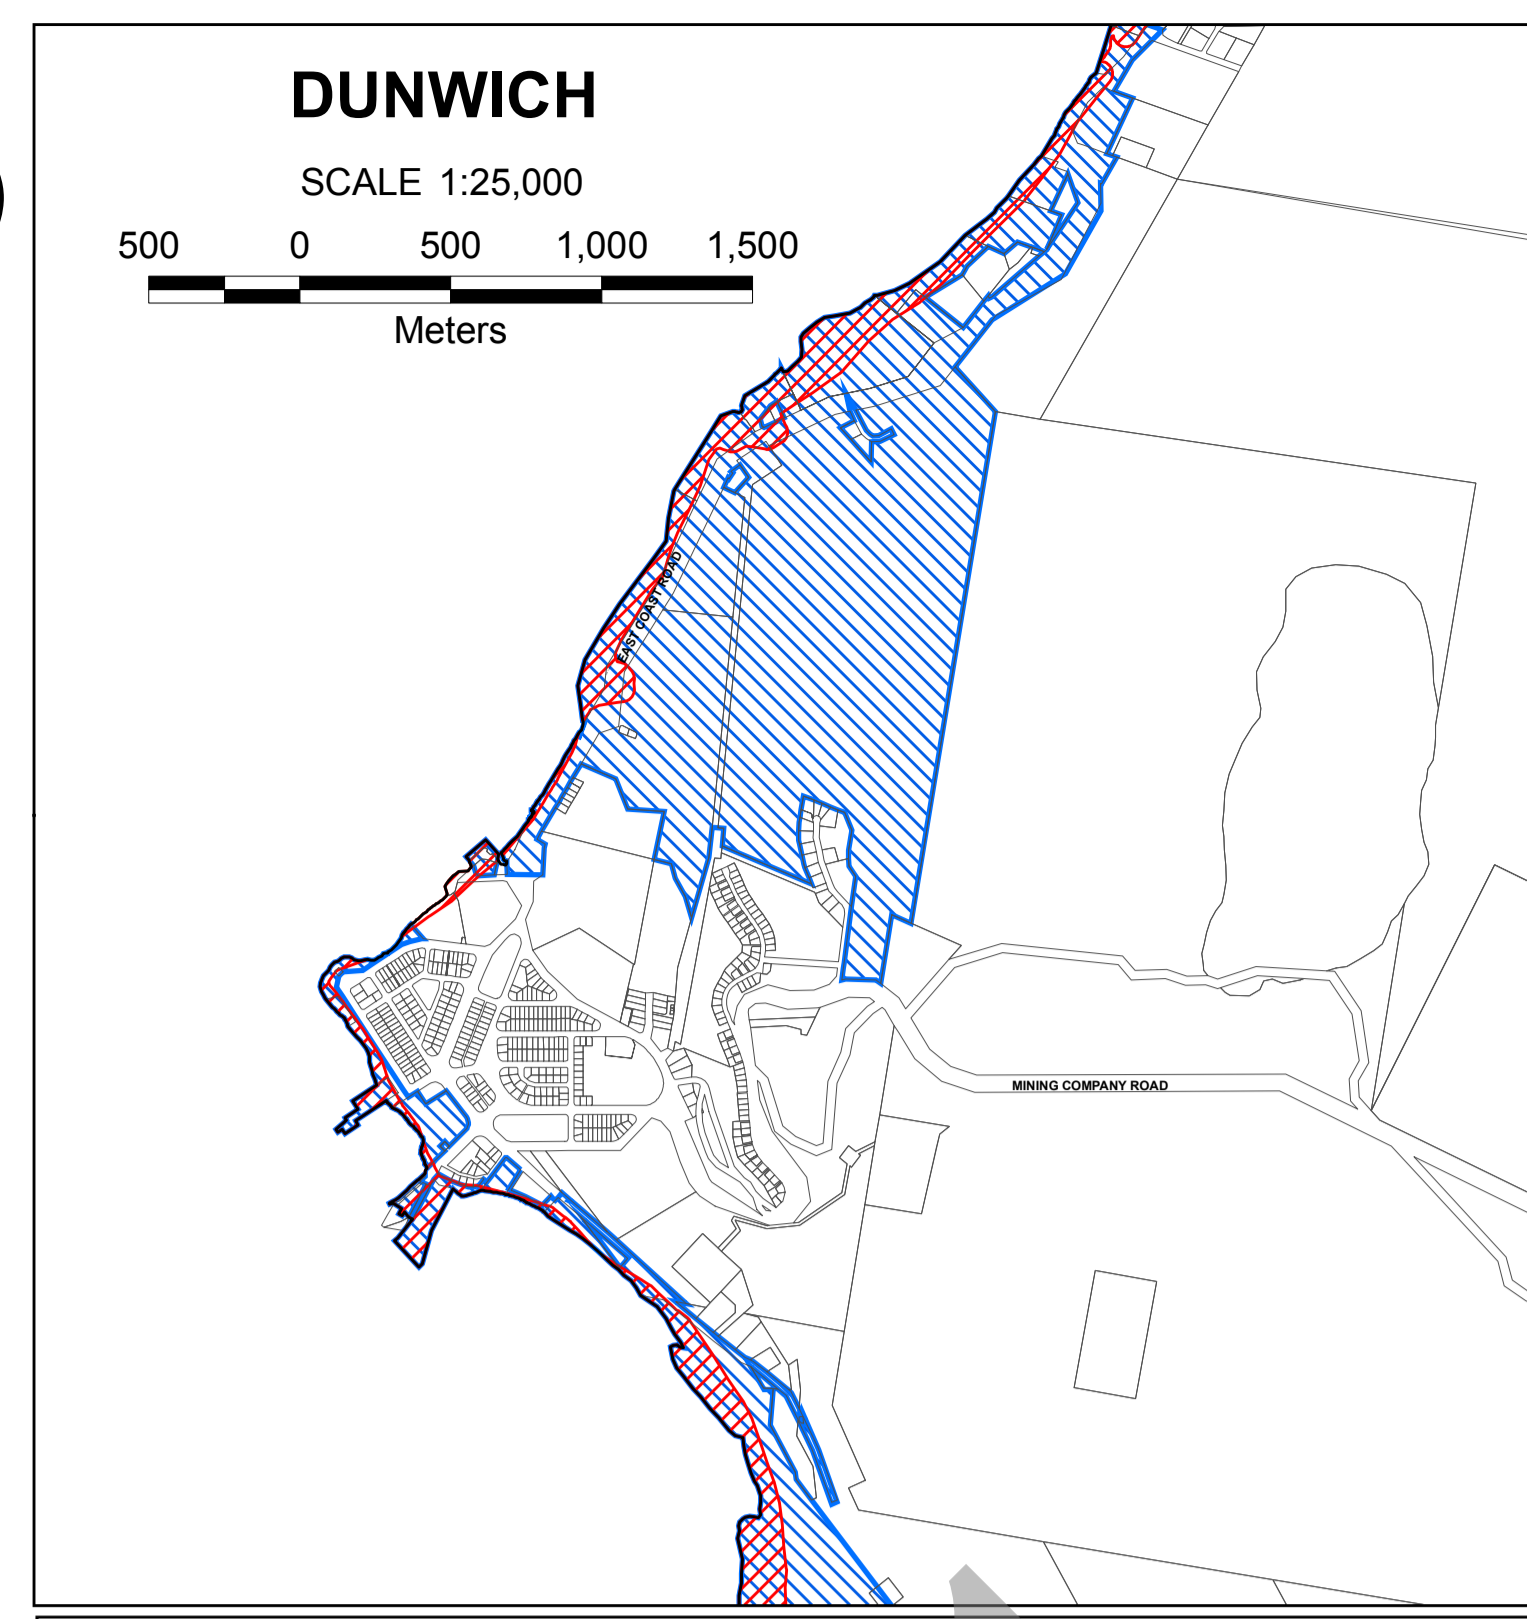 DUNWICH
SCALE 1:25,000
500 0 500 1,000 1,500
Meters
EAST COAST ROAD
MINING COMPANY ROAD